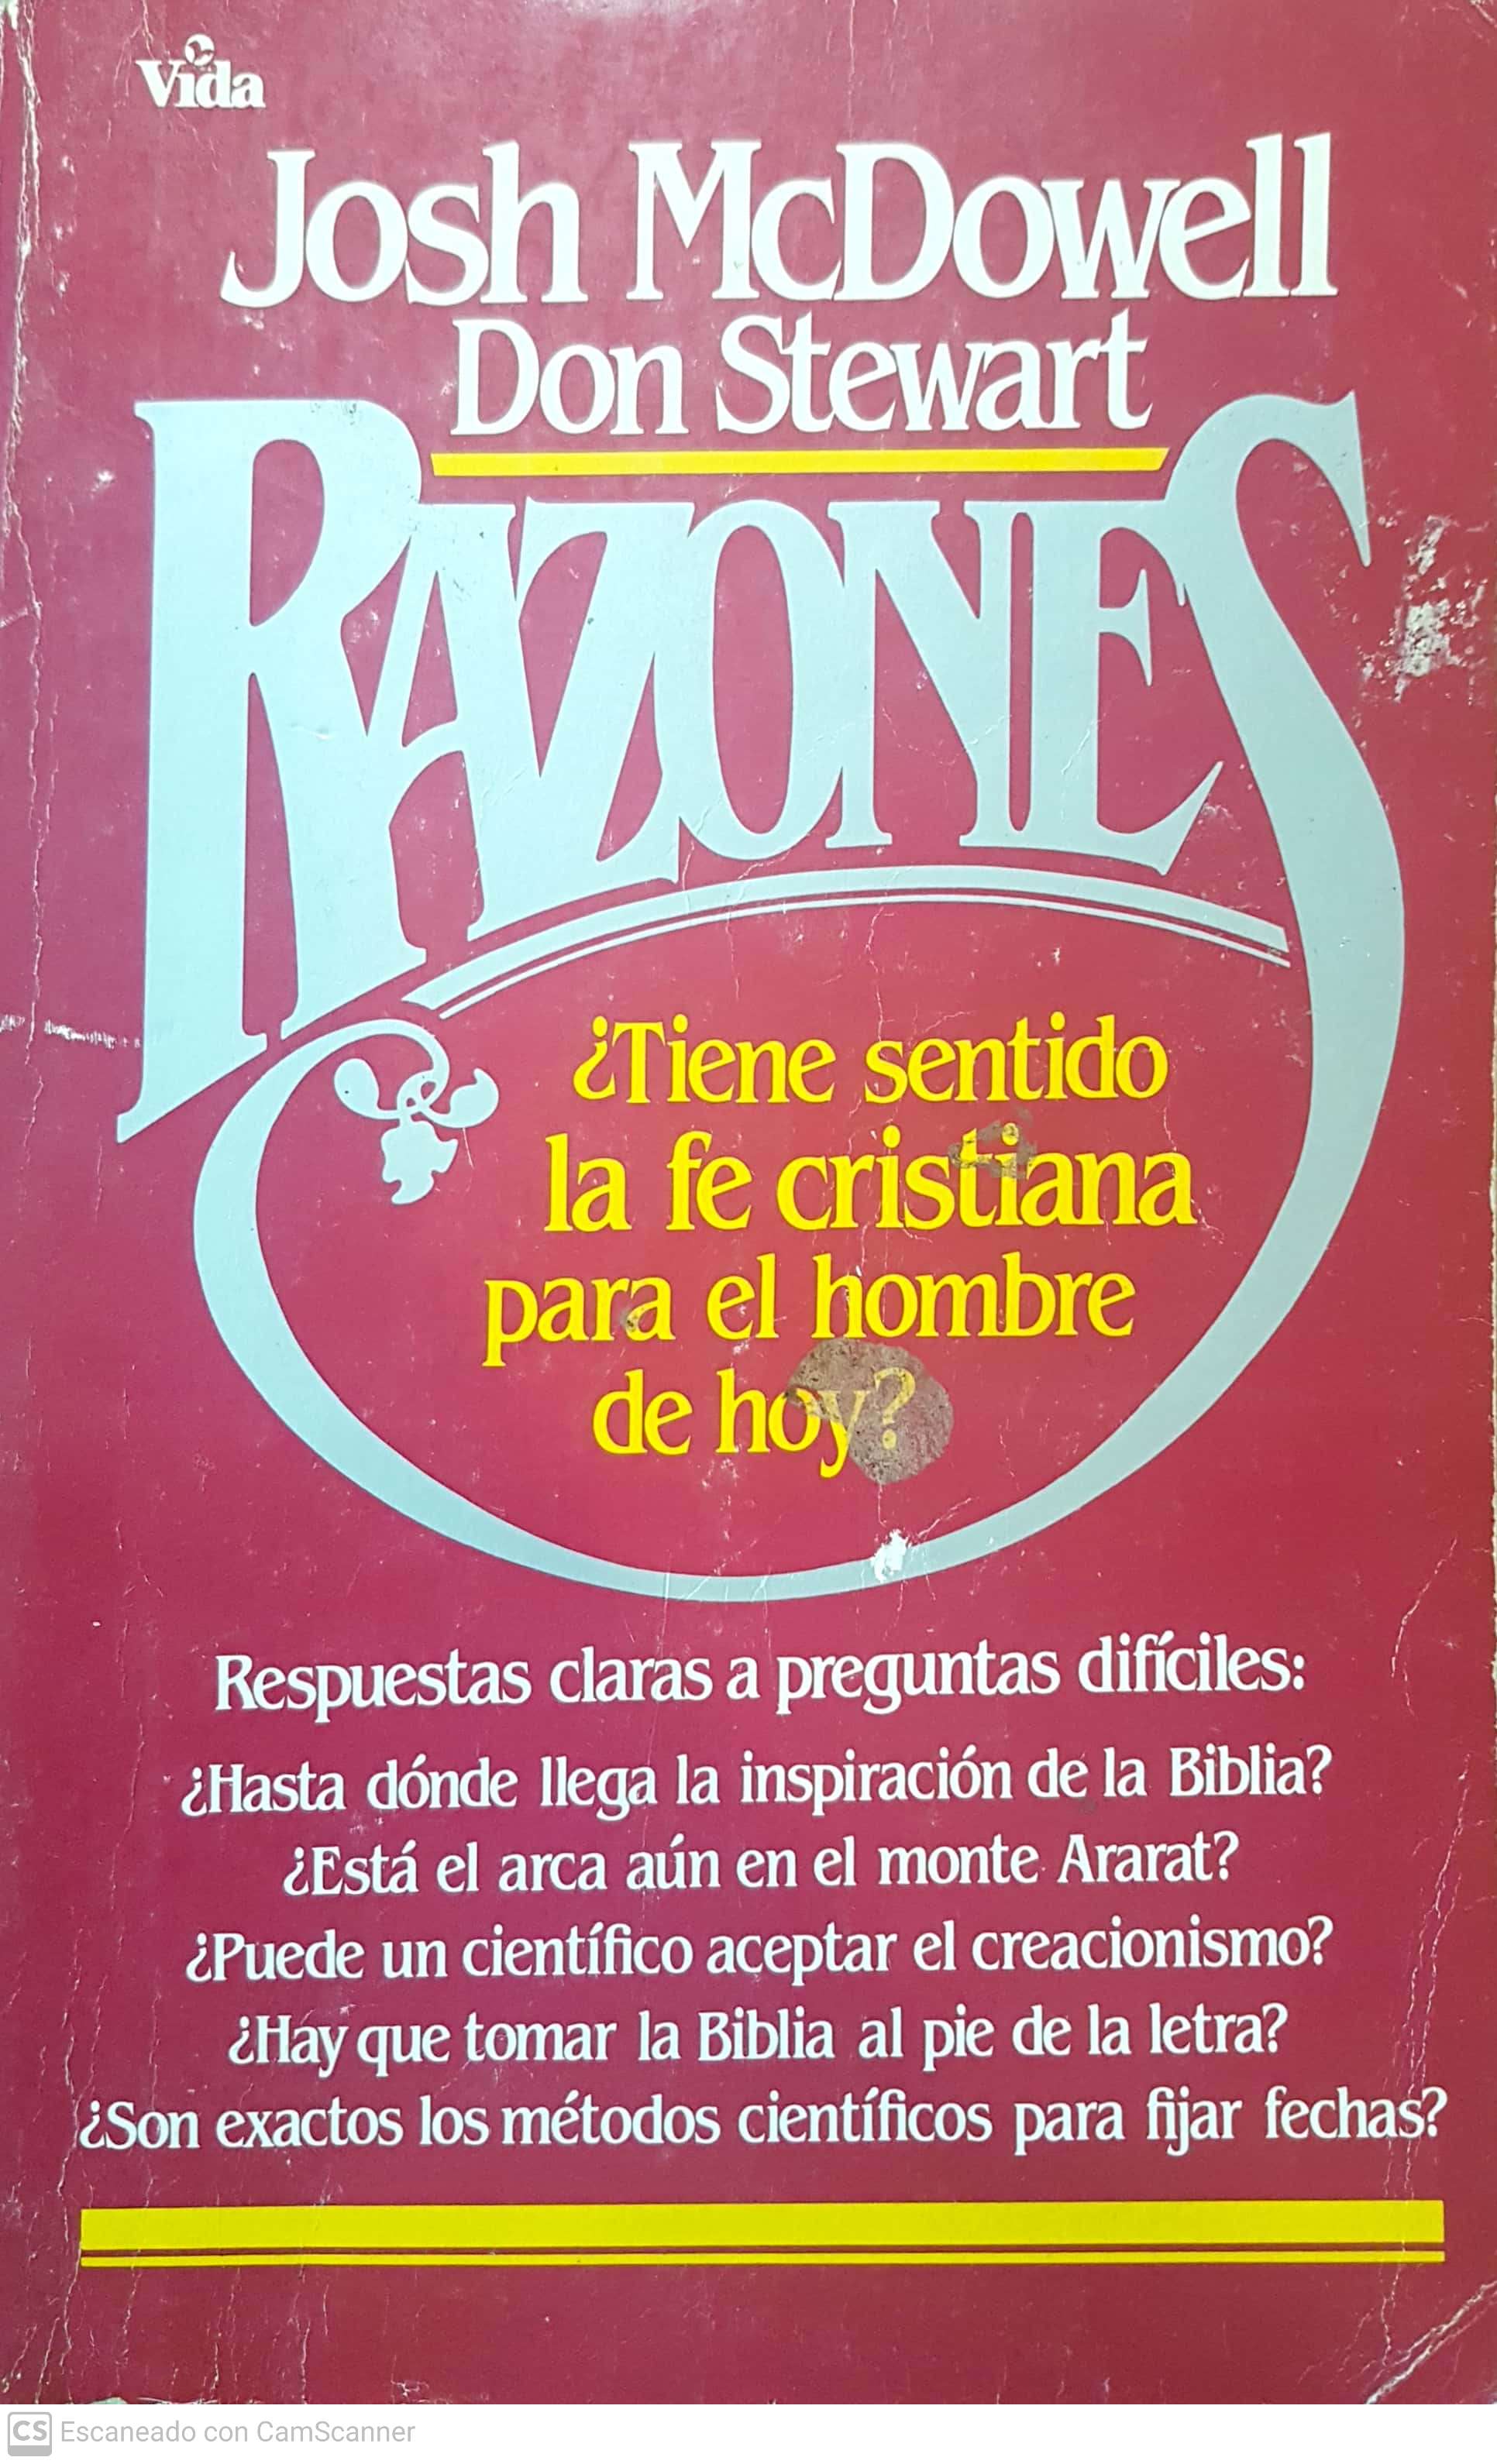 Vida
Josh McDowell
Don Stewart
RAZONES
¿Tiene sentido
la fe cristiana
para el hombre
de hoy?
Respuestas claras a preguntas difíciles:
¿Hasta dónde llega la inspiración de la Biblia?
¿Está el arca aún en el monte Ararat?
¿Puede un científico aceptar el creacionismo?
¿Hay que tomar la Biblia al pie de la letra?
¿Son exactos los métodos científicos para fijar fechas?
CS Escaneado con CamScanner